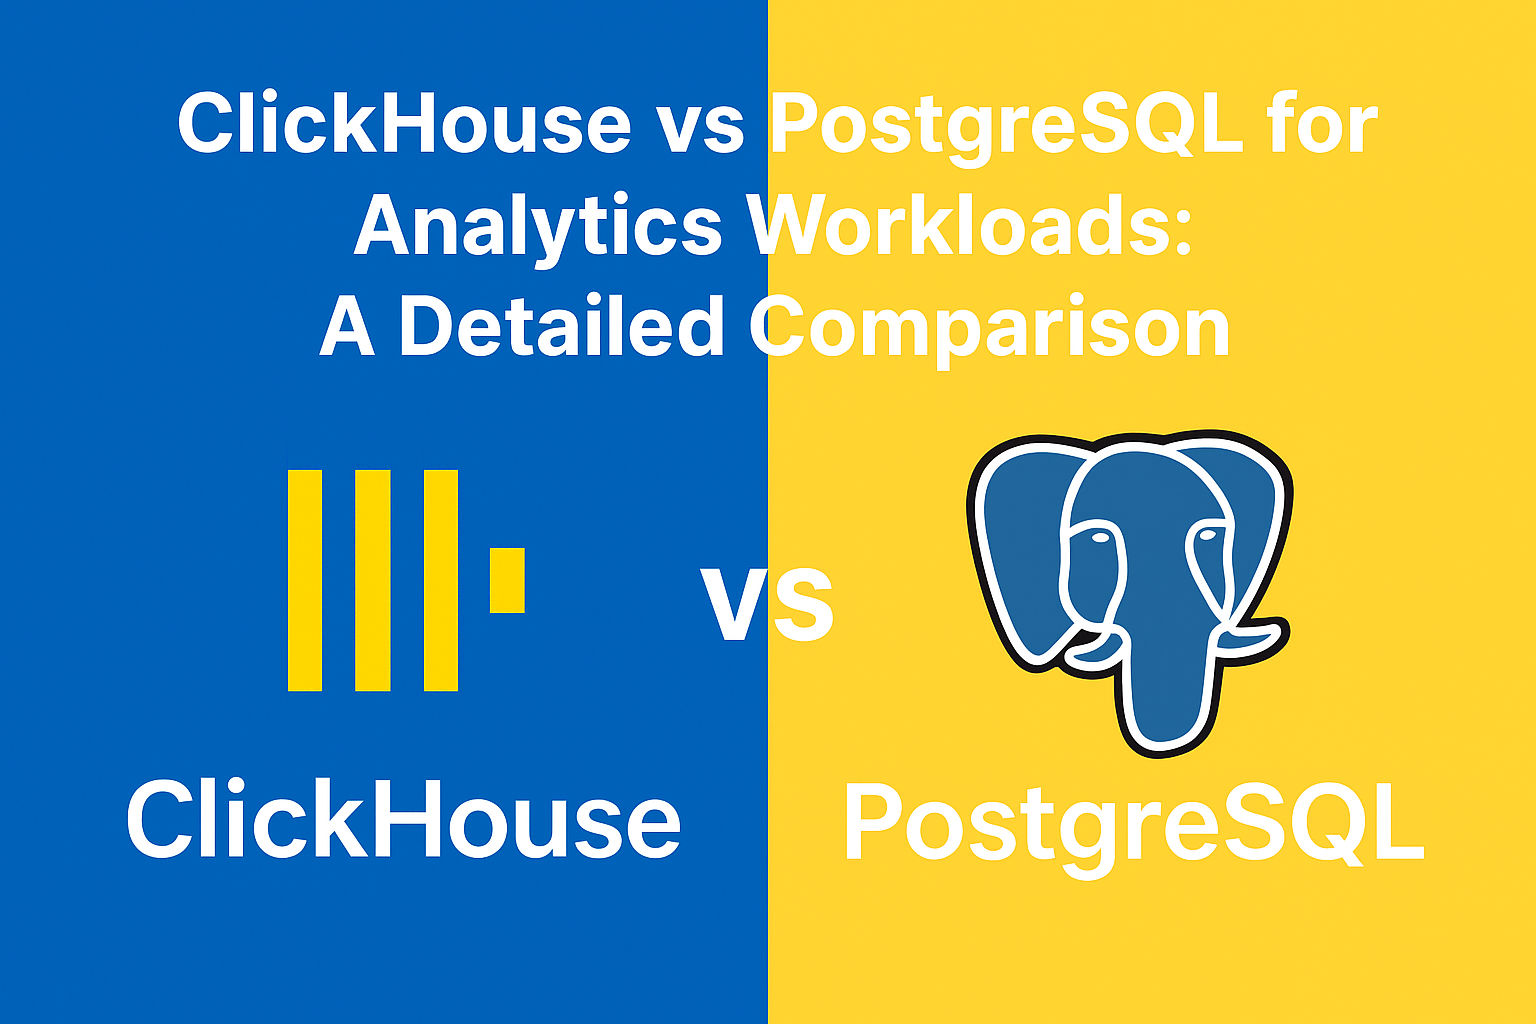 ClickHouse vs PostgreSQL for
Analytics Workloads:
A Detailed Comparison
vs
ClickHouse
PostgreSQL